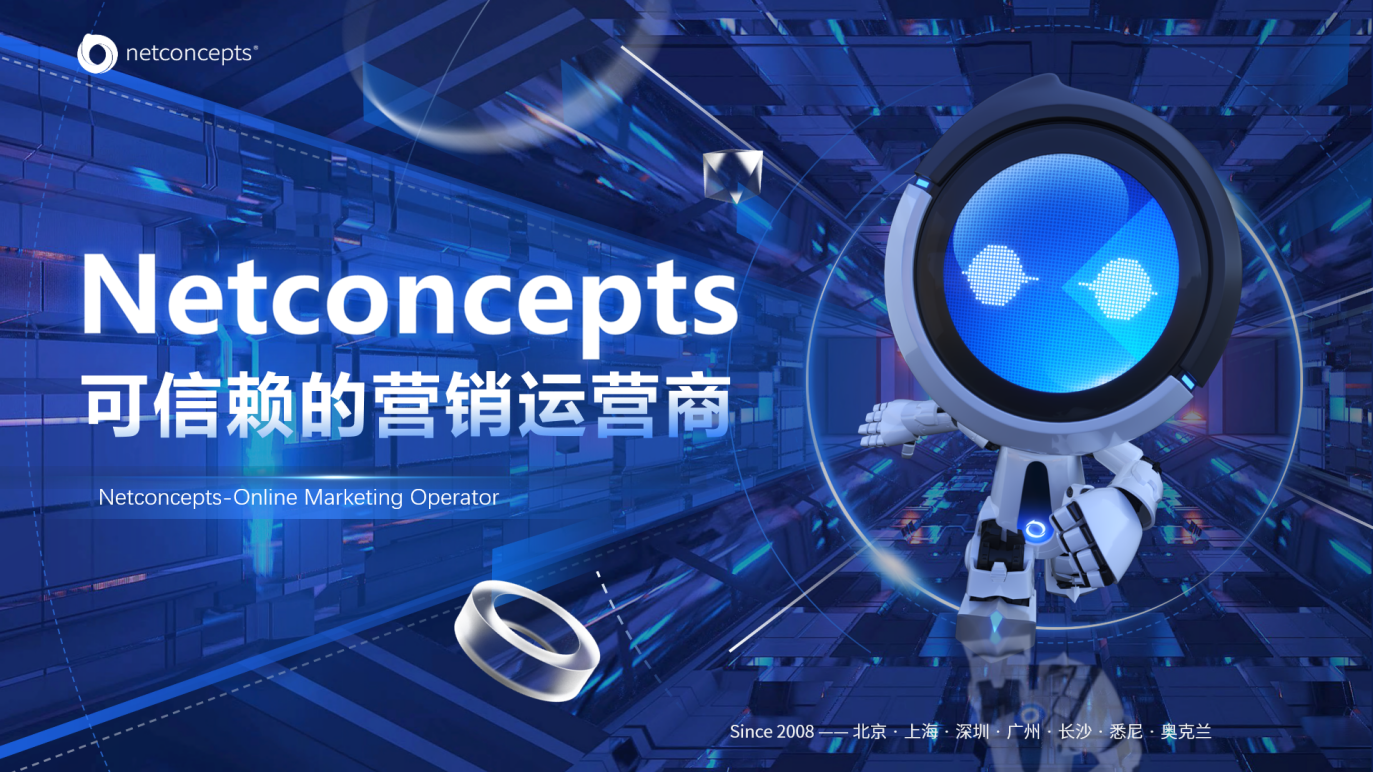 netconcepts®
Netconcepts
可信赖的营销运营商
Netconcepts-Online Marketing Operator
Since 2008 —— 北京 · 上海 · 深圳 · 广州 · 长沙 · 悉尼 · 奥克兰